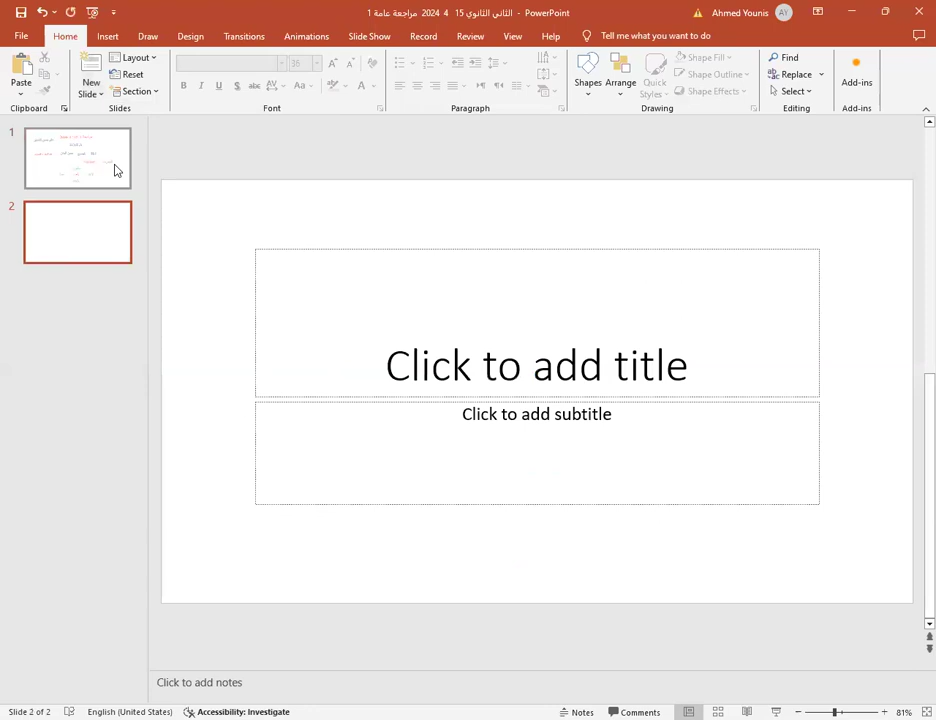 الثاني الثانوي 15 4 2024 مراجعة عامة 1 - PowerPoint
Ahmed Younis AY
File Home Insert Draw Design Transitions Animations Slide Show Record Review View Help Tell me what you want to do
Paste
Clipboard
New Slide
Layout
Reset
Section
Slides
36
Font
Paragraph
Shapes
Arrange
Quick Styles
Shape Fill
Shape Outline
Shape Effects
Drawing
Find
Replace
Select
Editing
Add-ins
Add-ins
1
2
Click to add title
Click to add subtitle
Click to add notes
Slide 2 of 2 English (United States) Accessibility: Investigate Notes Comments 81%